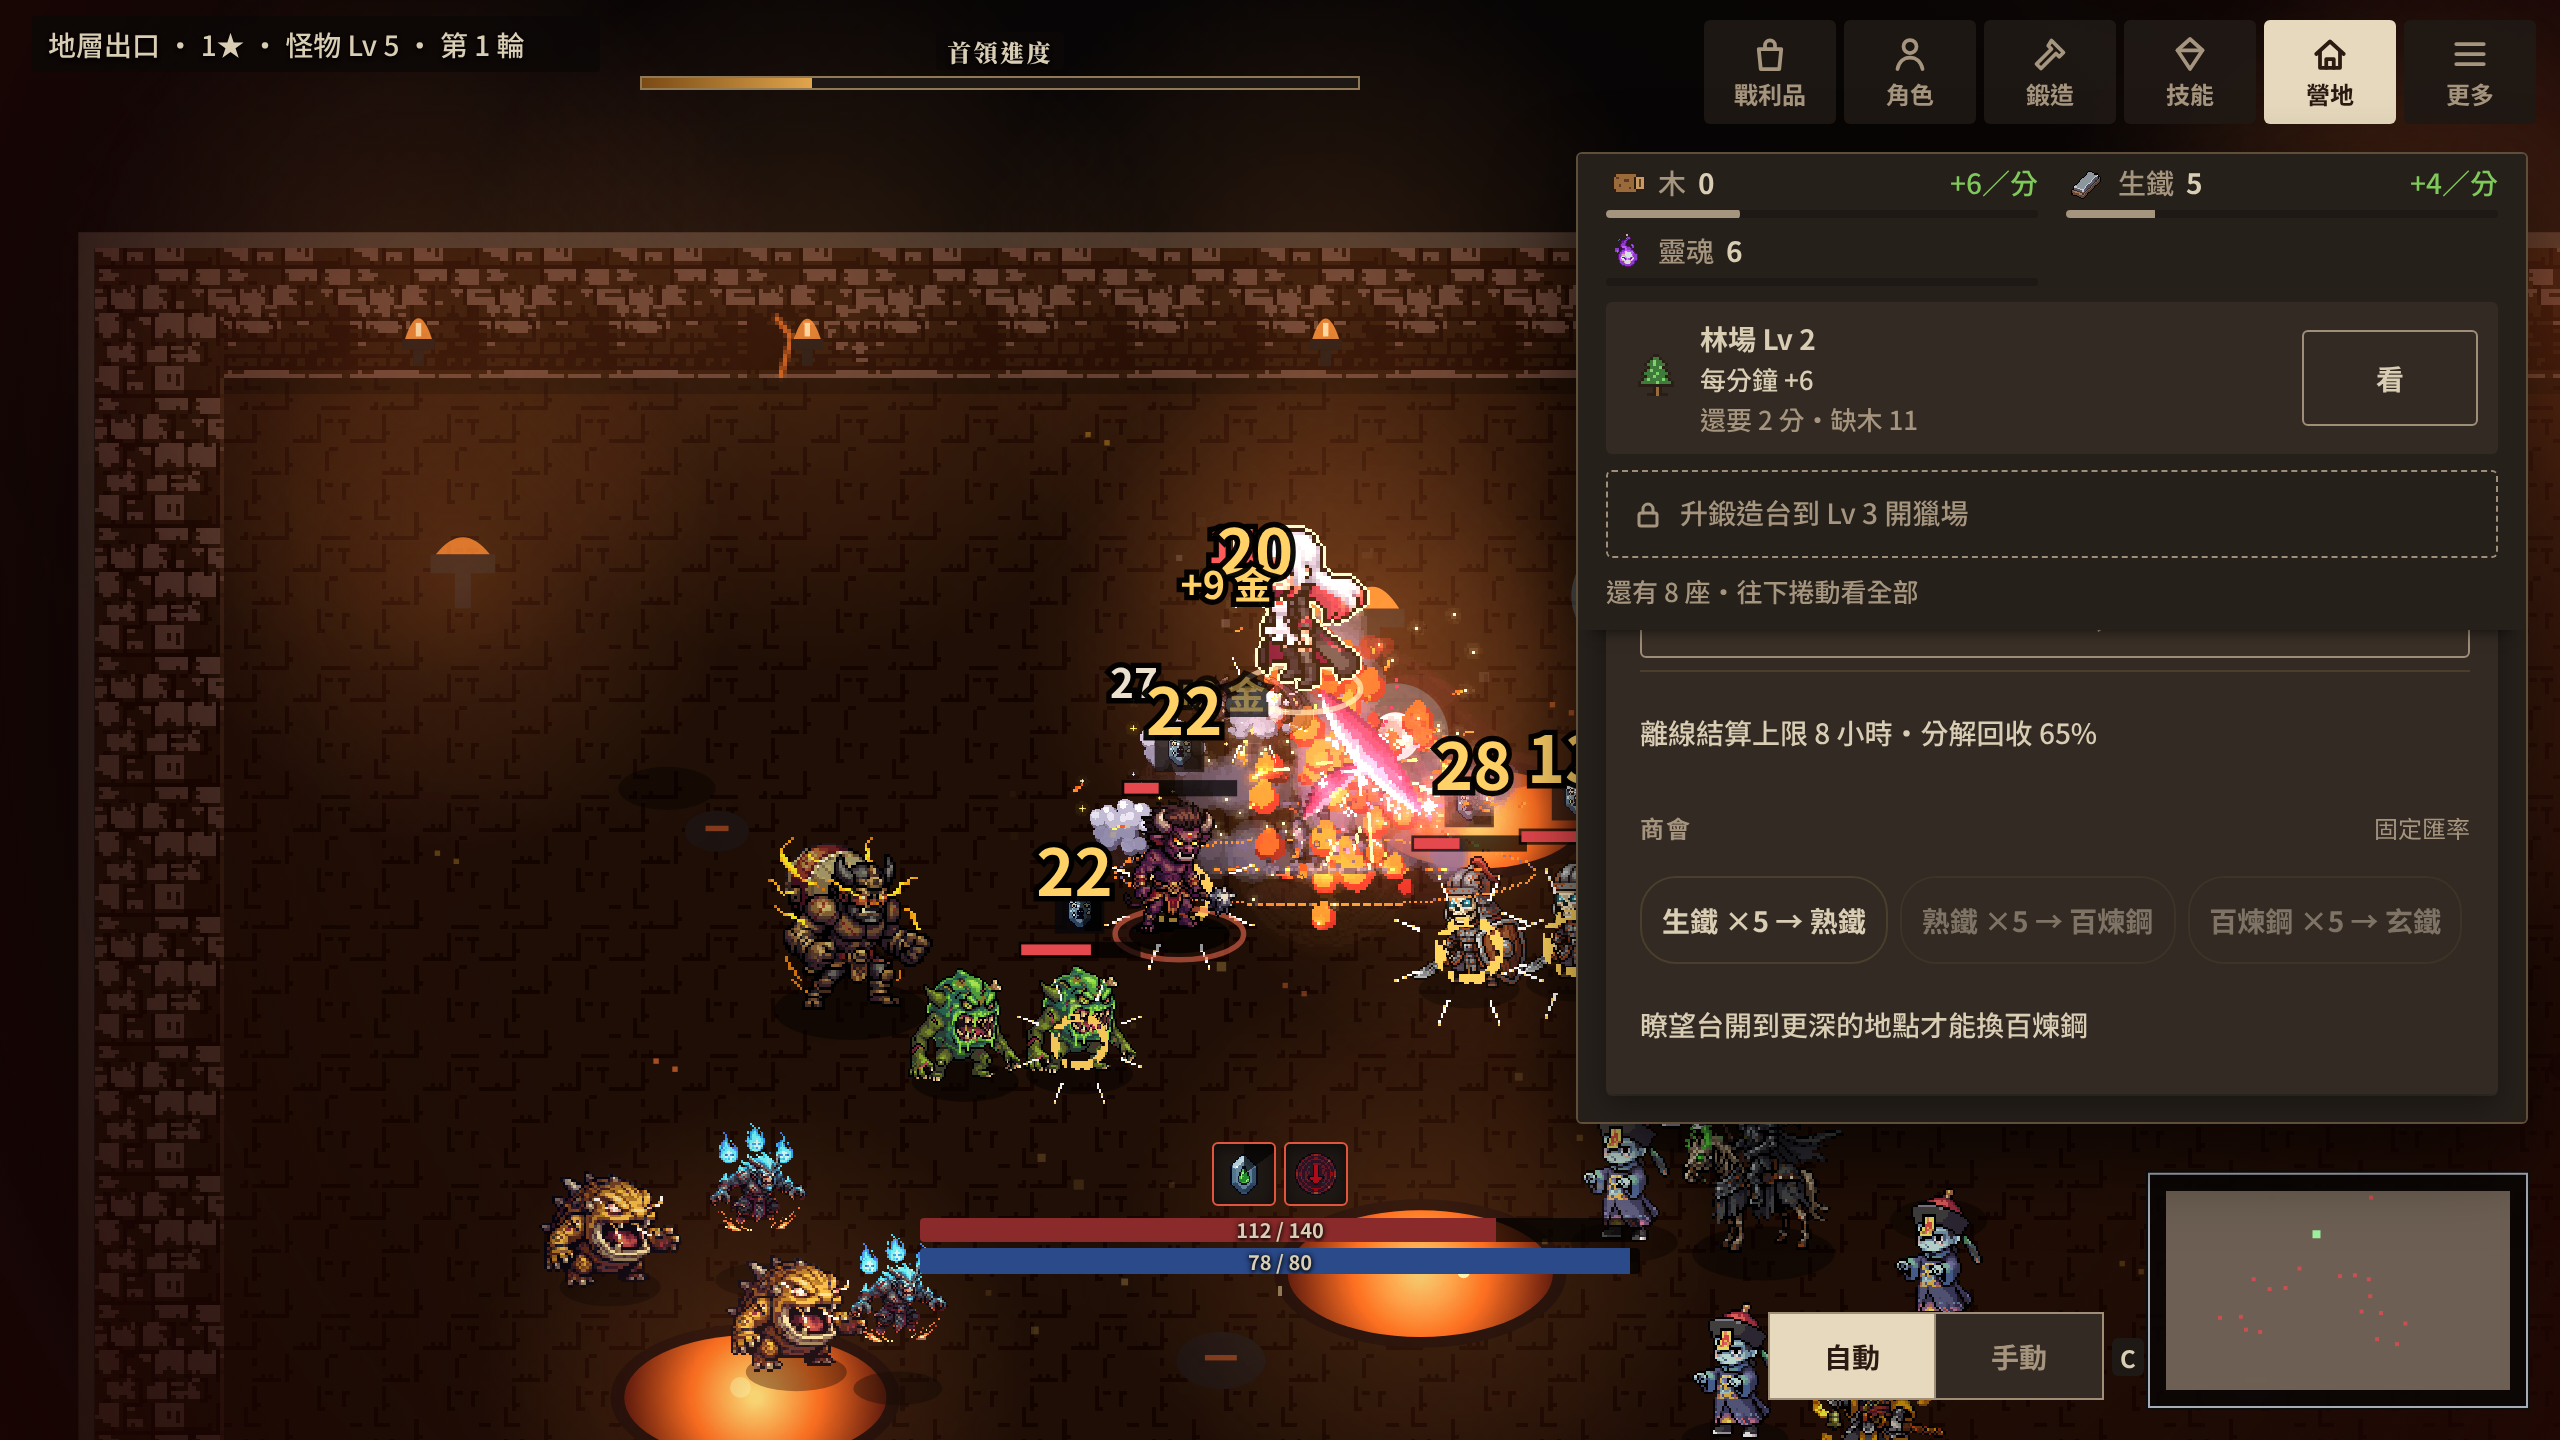 地層出口 · 1★ · 怪物 Lv 5 · 第 1 輪
首領進度
戰利品
角色
鍛造
技能
營地
更多
木 0 +6／分
生鐵 5 +4／分
靈魂 6
林場 Lv 2
每分鐘 +6
還要 2 分·缺木 11
看
升鍛造台到 Lv 3 開獵場
還有 8 座·往下捲動看全部
離線結算上限 8 小時·分解回收 65%
商會 固定匯率
生鐵 ×5 → 熟鐵
熟鐵 ×5 → 百煉鋼
百煉鋼 ×5 → 玄鐵
瞭望台開到更深的地點才能換百煉鋼
20
+9 金
27
22
金
28
22
112 / 140
78 / 80
自動
手動
C